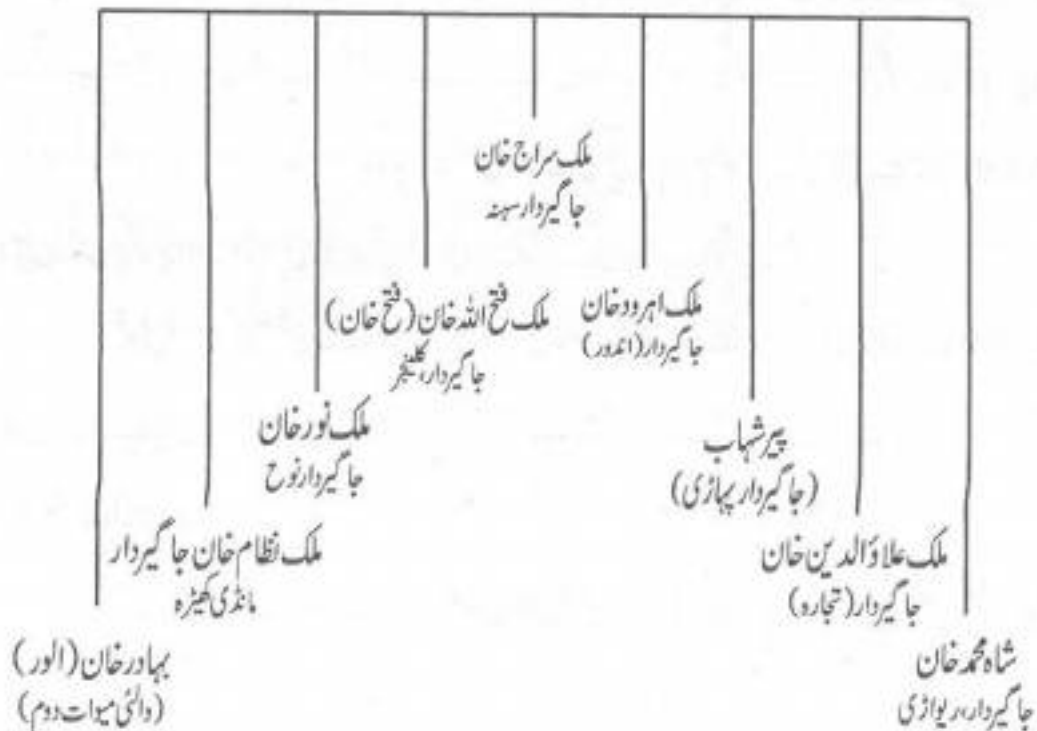 ملک سراج خان
جاگیردار سہنہ
ملک اہرود خان
جاگیردار (اندور)
ملک فتح اللہ خان (فتح خان)
جاگیردار، کلینجر
پیر شہاب
(جاگیردار پہاڑی)
ملک نور خان
جاگیردار نوح
ملک علاؤالدین خان
جاگیردار (تجارہ)
ملک نظام خان جاگیردار
مانڈی کھیڑہ
شاہ محمد خان
جاگیردار، ریواڑی
بہادر خان (الور)
(والئی میوات دوم)